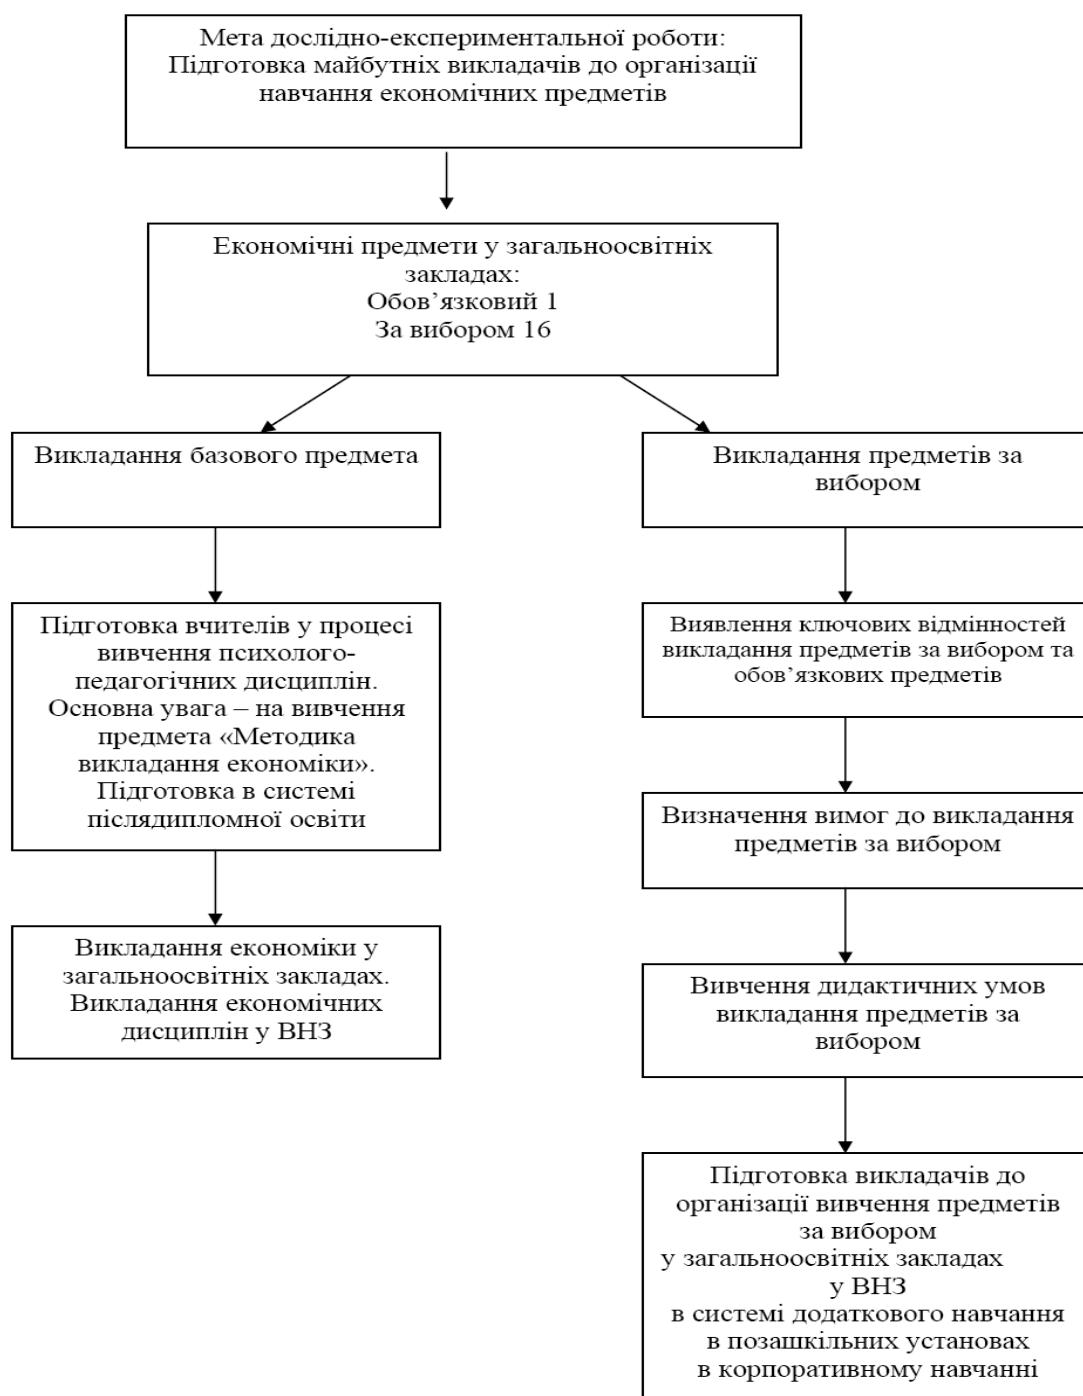 Мета дослідно-експериментальної роботи:
Підготовка майбутніх викладачів до організації
навчання економічних предметів
Економічні предмети у загальноосвітніх
закладах:
Обов’язковий 1
За вибором 16
Викладання базового предмета
Викладання предметів за
вибором
Підготовка вчителів у процесі
вивчення психолого-
педагогічних дисциплін.
Основна увага – на вивчення
предмета «Методика
викладання економіки».
Підготовка в системі
післядипломної освіти
Виявлення ключових відмінностей
викладання предметів за вибором та
обов’язкових предметів
Визначення вимог до викладання
предметів за вибором
Викладання економіки у
загальноосвітніх закладах.
Викладання економічних
дисциплін у ВНЗ
Вивчення дидактичних умов
викладання предметів за
вибором
Підготовка викладачів до
організації вивчення предметів
за вибором
у загальноосвітніх закладах
у ВНЗ
в системі додаткового навчання
в позашкільних установах
в корпоративному навчанні